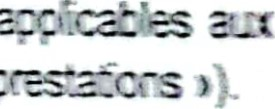 applicables aux
prestations »).